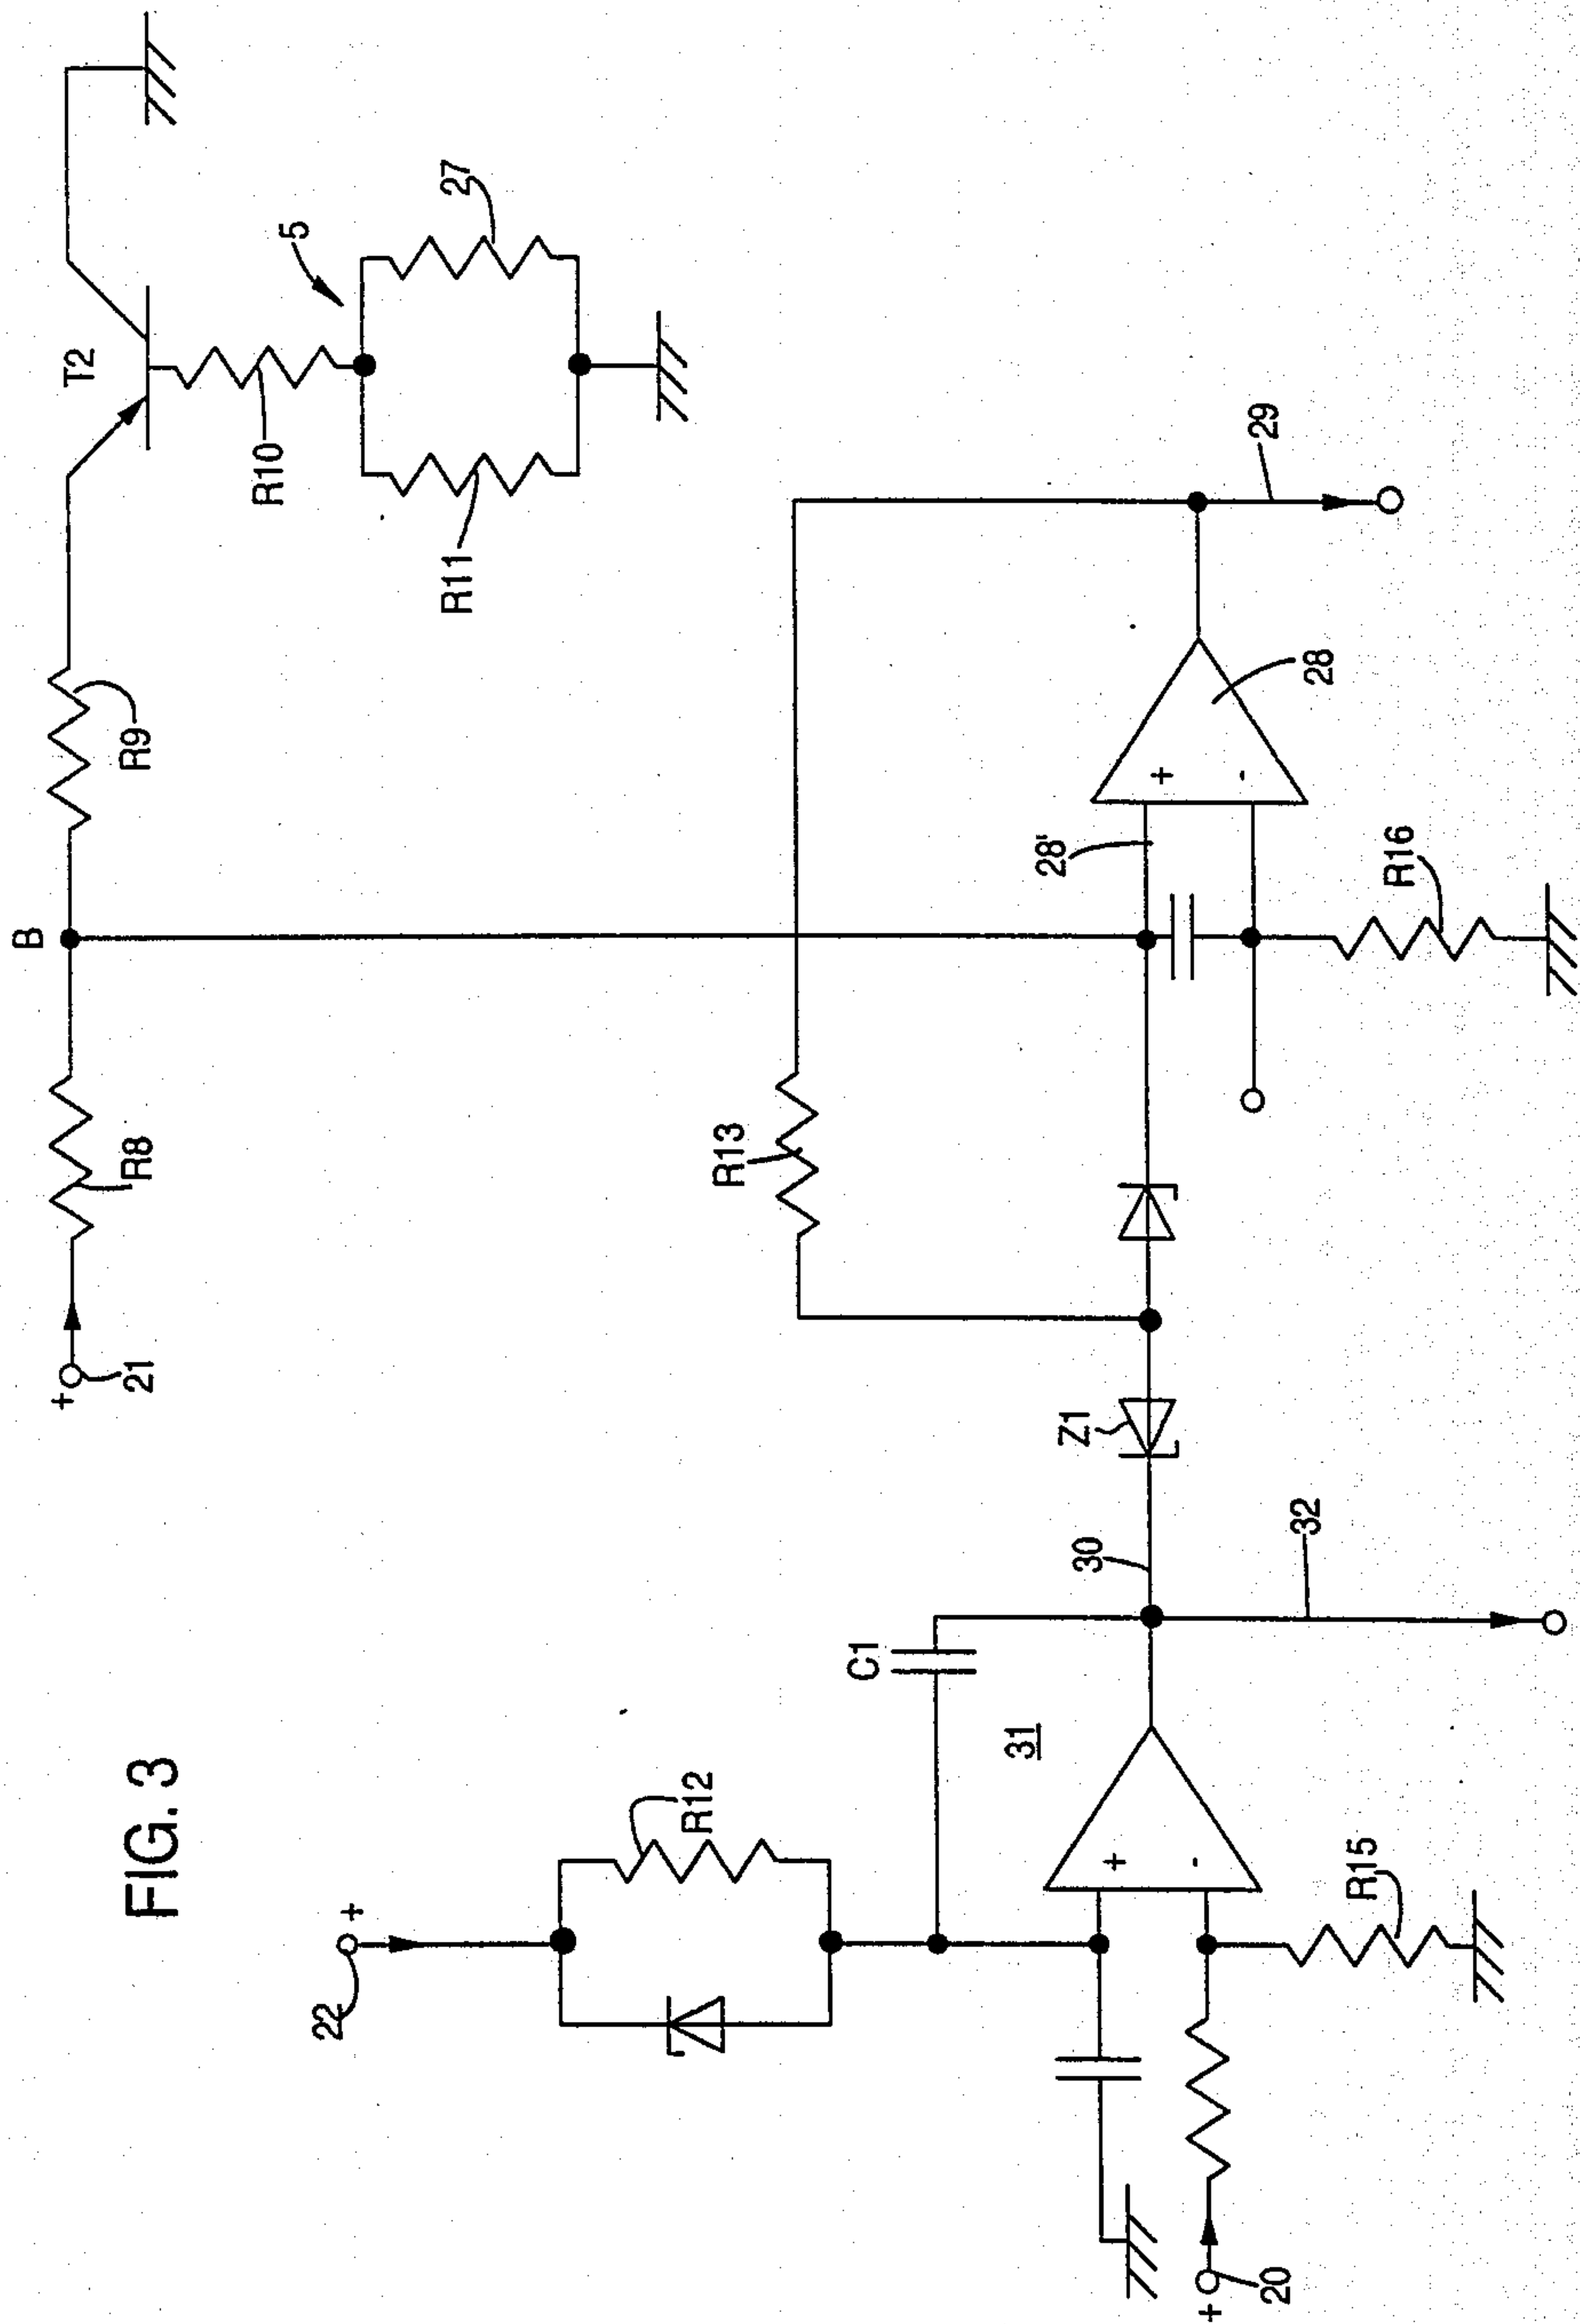 FIG. 3
B
T2
+
21
R8
R9
R10
5
27
R11
22
+
R12
C1
R13
31
Z1
30
28'
+
-
28
29
+
-
32
R15
R16
+
20